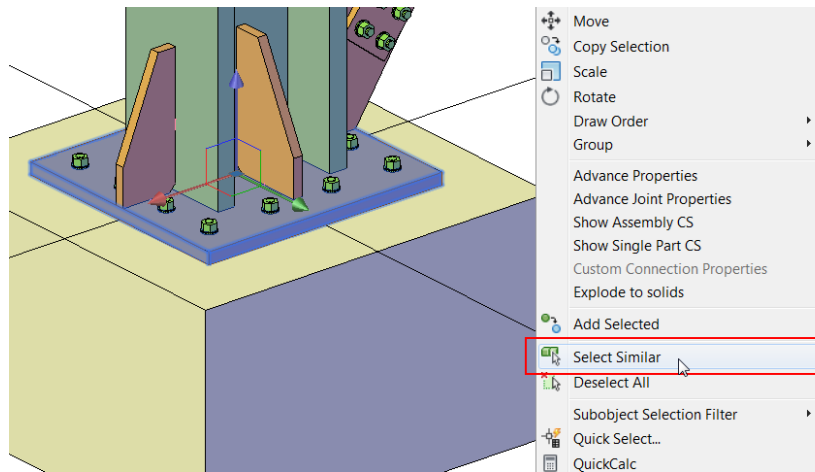 Move
Copy Selection
Scale
Rotate
Draw Order
Group
Advance Properties
Advance Joint Properties
Show Assembly CS
Show Single Part CS
Custom Connection Properties
Explode to solids
Add Selected
Select Similar
Deselect All
Subobject Selection Filter
Quick Select...
QuickCalc